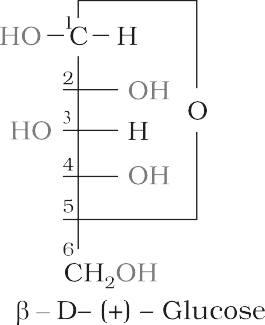 1
HO – C – H
2
OH
O
3
HO H
4
OH
5
6
CH₂OH
β – D– (+) – Glucose